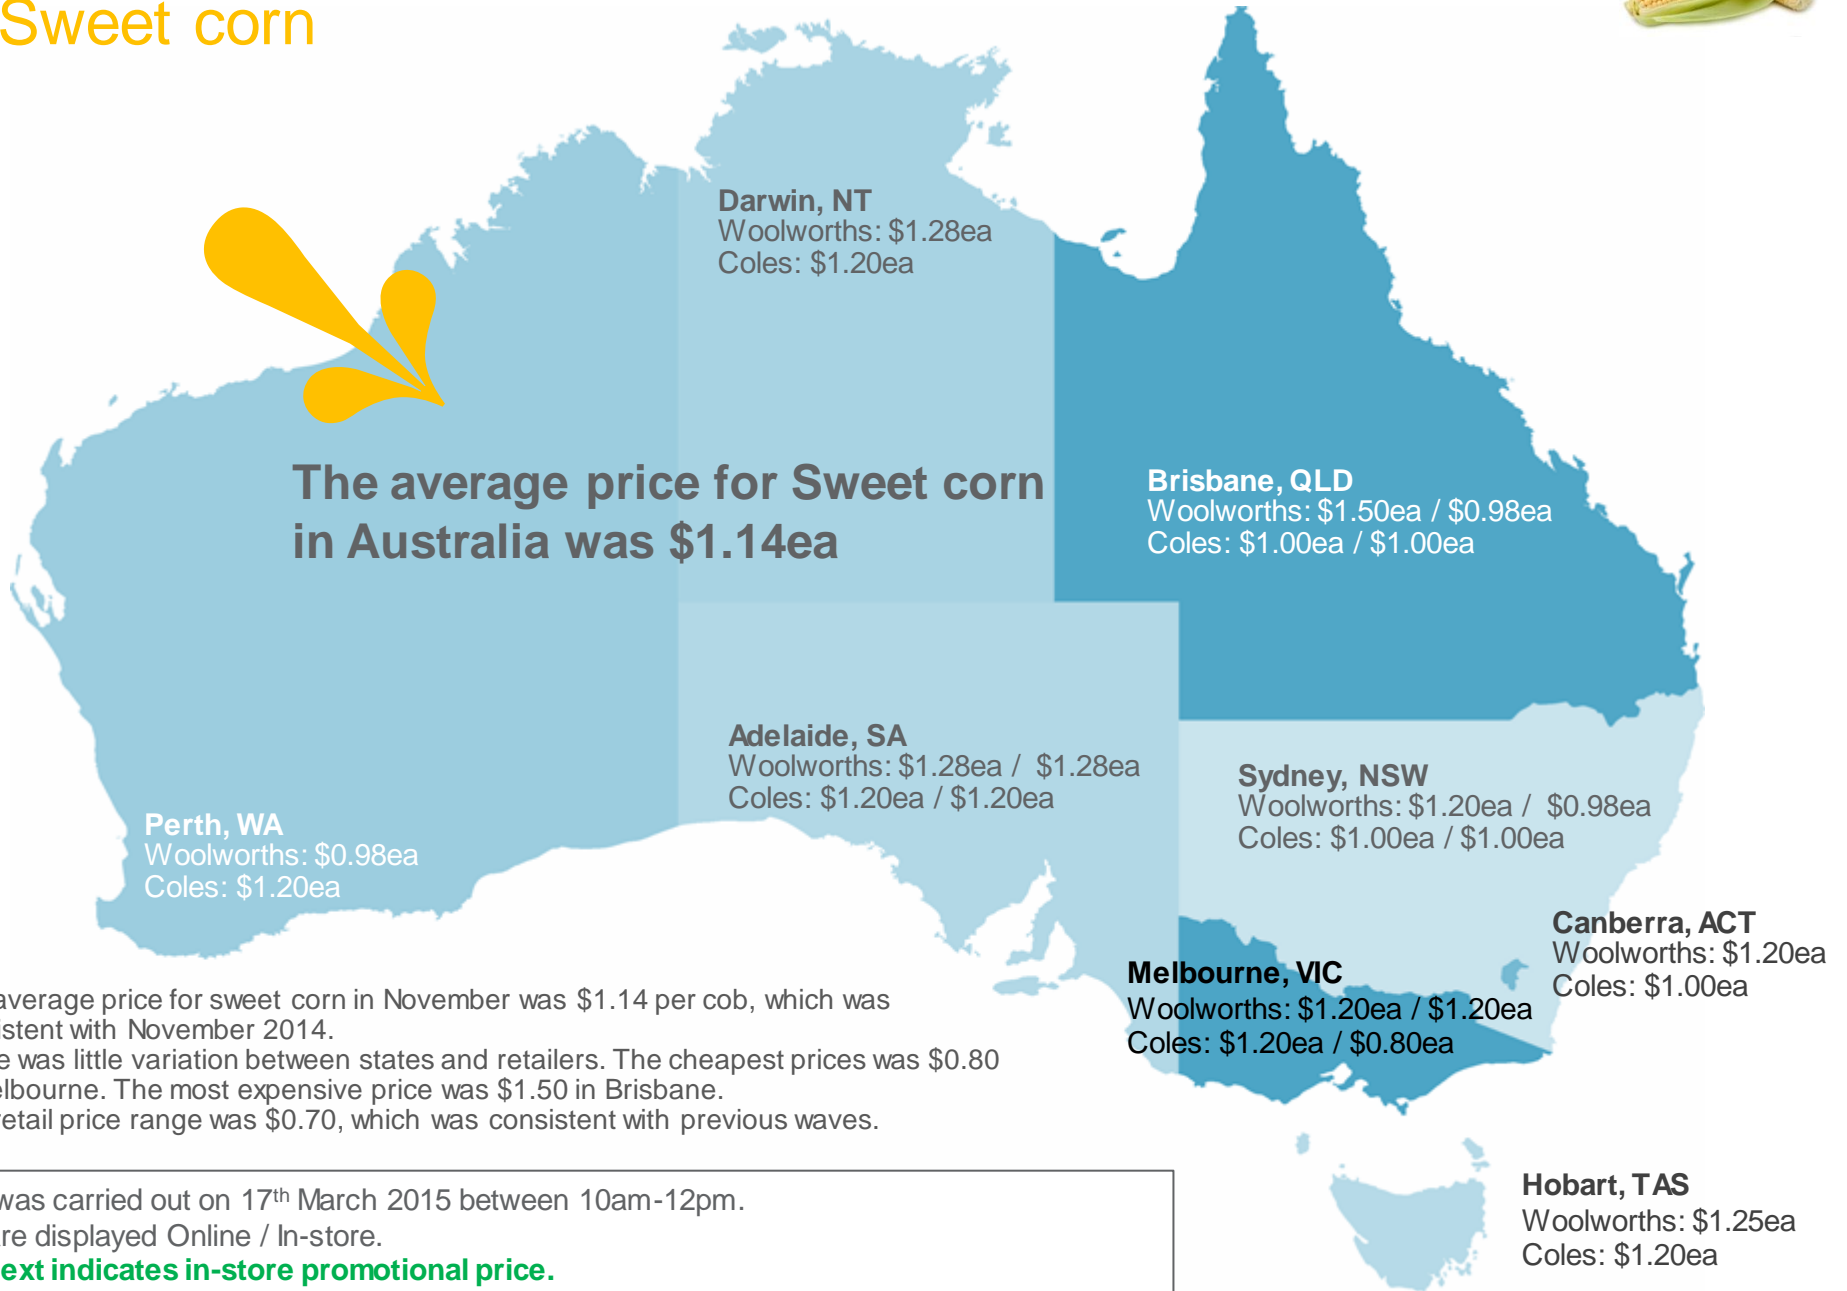 Sweet corn
Darwin, NT
Woolworths: $1.28ea
Coles: $1.20ea
The average price for Sweet corn
in Australia was $1.14ea
Brisbane, QLD
Woolworths: $1.50ea / $0.98ea
Coles: $1.00ea / $1.00ea
Adelaide, SA
Woolworths: $1.28ea / $1.28ea
Coles: $1.20ea / $1.20ea
Sydney, NSW
Woolworths: $1.20ea / $0.98ea
Coles: $1.00ea / $1.00ea
Perth, WA
Woolworths: $0.98ea
Coles: $1.20ea
Canberra, ACT
Woolworths: $1.20ea
Coles: $1.00ea
Melbourne, VIC
Woolworths: $1.20ea / $1.20ea
Coles: $1.20ea / $0.80ea
average price for sweet corn in November was $1.14 per cob, which was
istent with November 2014.
e was little variation between states and retailers. The cheapest prices was $0.80
elbourne. The most expensive price was $1.50 in Brisbane.
retail price range was $0.70, which was consistent with previous waves.
was carried out on 17th March 2015 between 10am-12pm.
re displayed Online / In-store.
ext indicates in-store promotional price.
Hobart, TAS
Woolworths: $1.25ea
Coles: $1.20ea